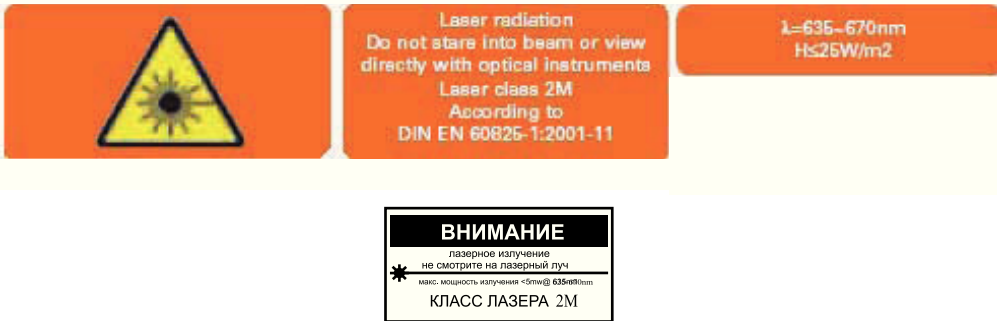 Laser radiation
Do not stare into beam or view
directly with optical instruments
Laser class 2M
According to
DIN EN 60825-1:2001-11
λ=635~670nm
H≤25W/m2
ВНИМАНИЕ
лазерное излучение
не смотрите на лазерный луч
макс. мощность излучения <5mw@ 635-670nm
КЛАСС ЛАЗЕРА 2М